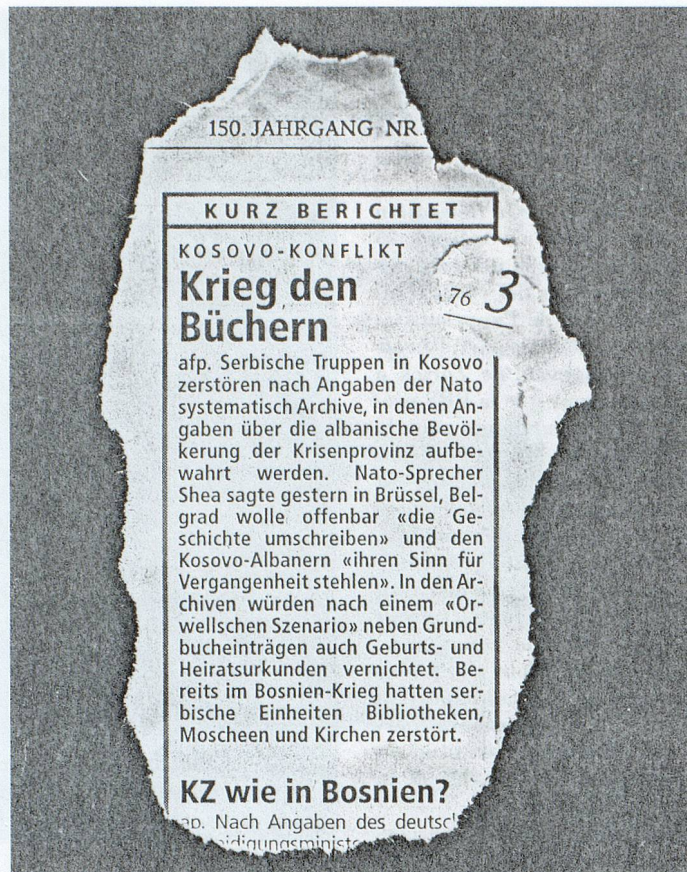 150. JAHRGANG NR.
KURZ BERICHTET
KOSOVO-KONFLIKT
Krieg den
Büchern
76 3
afp. Serbische Truppen in Kosovo
zerstören nach Angaben der Nato
systematisch Archive, in denen An-
gaben über die albanische Bevöl-
kerung der Krisenprovinz aufbe-
wahrt werden. Nato-Sprecher
Shea sagte gestern in Brüssel, Bel-
grad wolle offenbar «die Ge-
schichte umschreiben» und den
Kosovo-Albanern «ihren Sinn für
Vergangenheit stehlen». In den Ar-
chiven würden nach einem «Or-
wellschen Szenario» neben Grund-
bucheinträgen auch Geburts- und
Heiratsurkunden vernichtet. Be-
reits im Bosnien-Krieg hatten ser-
bische Einheiten Bibliotheken,
Moscheen und Kirchen zerstört.
KZ wie in Bosnien?
ap. Nach Angaben des